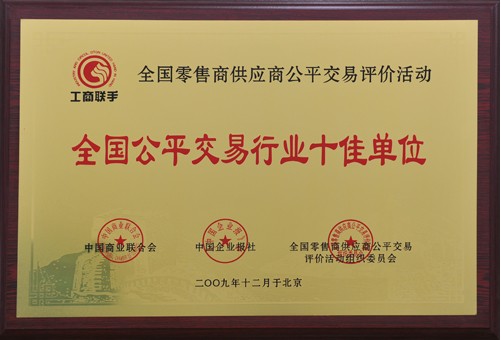 工商联手
全国零售商供应商公平交易评价活动
全国公平交易行业十佳单位
中国商业联合会
中国企业报社
全国零售商供应商公平交易
评价活动组织委员会
二〇〇九年十二月于北京